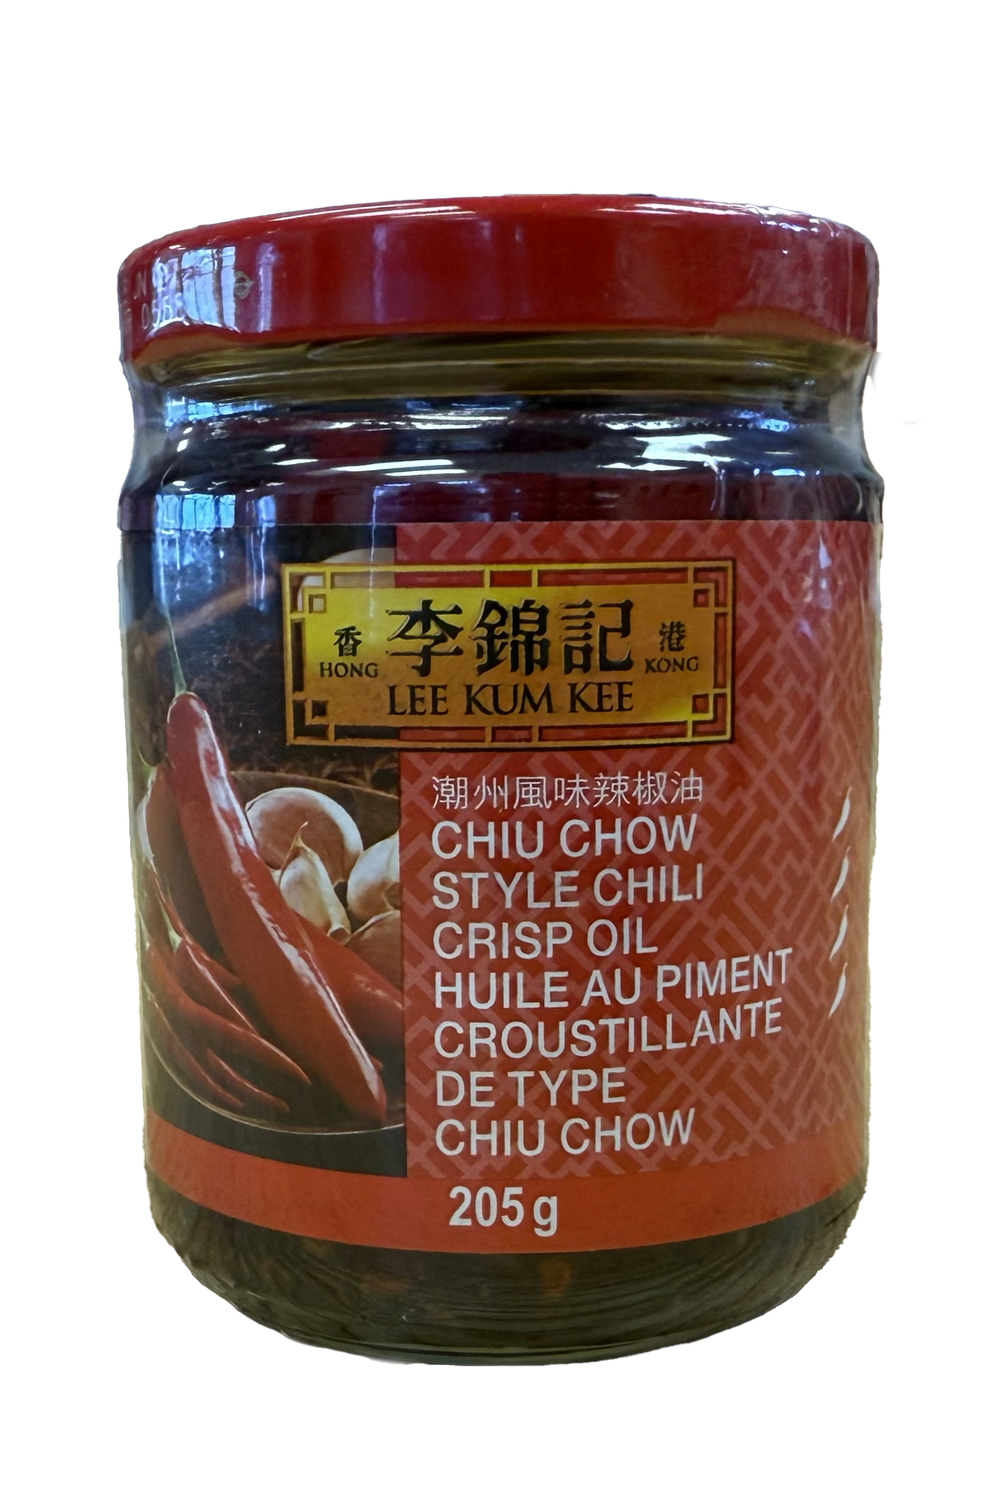 香 李錦記 港
HONG KONG
LEE KUM KEE
潮州風味辣椒油
CHIU CHOW
STYLE CHILI
CRISP OIL
HUILE AU PIMENT
CROUSTILLANTE
DE TYPE
CHIU CHOW
205 g